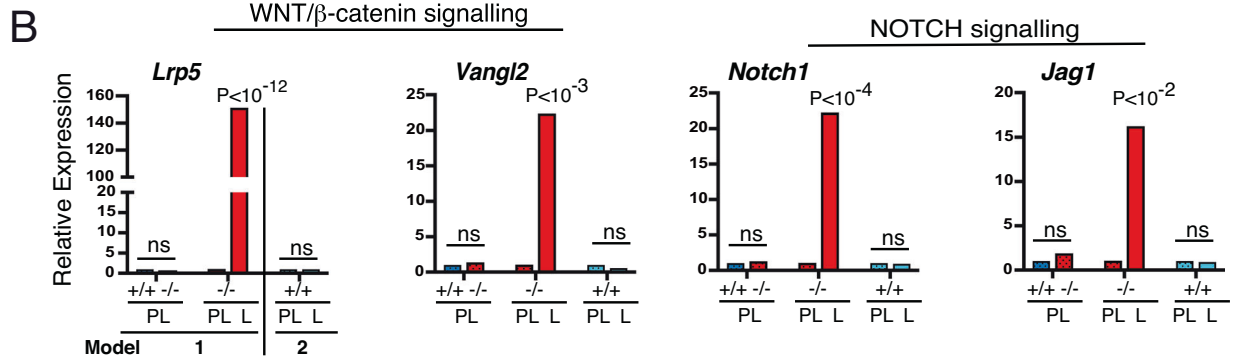 B
WNT/β-catenin signalling
NOTCH signalling
Lrp5
Vangl2
Notch1
Jag1
Relative Expression
160
140
120
100
20
15
10
5
0
P<10-12
ns
ns
+/+ -/- -/- +/+
PL PL L PL L
Model 1 2
25
20
15
10
5
0
P<10-3
ns
ns
+/+ -/- -/- +/+
PL PL L PL L
25
20
15
10
5
0
P<10-4
ns
ns
+/+ -/- -/- +/+
PL PL L PL L
20
15
10
5
0
P<10-2
ns
ns
+/+ -/- -/- +/+
PL PL L PL L